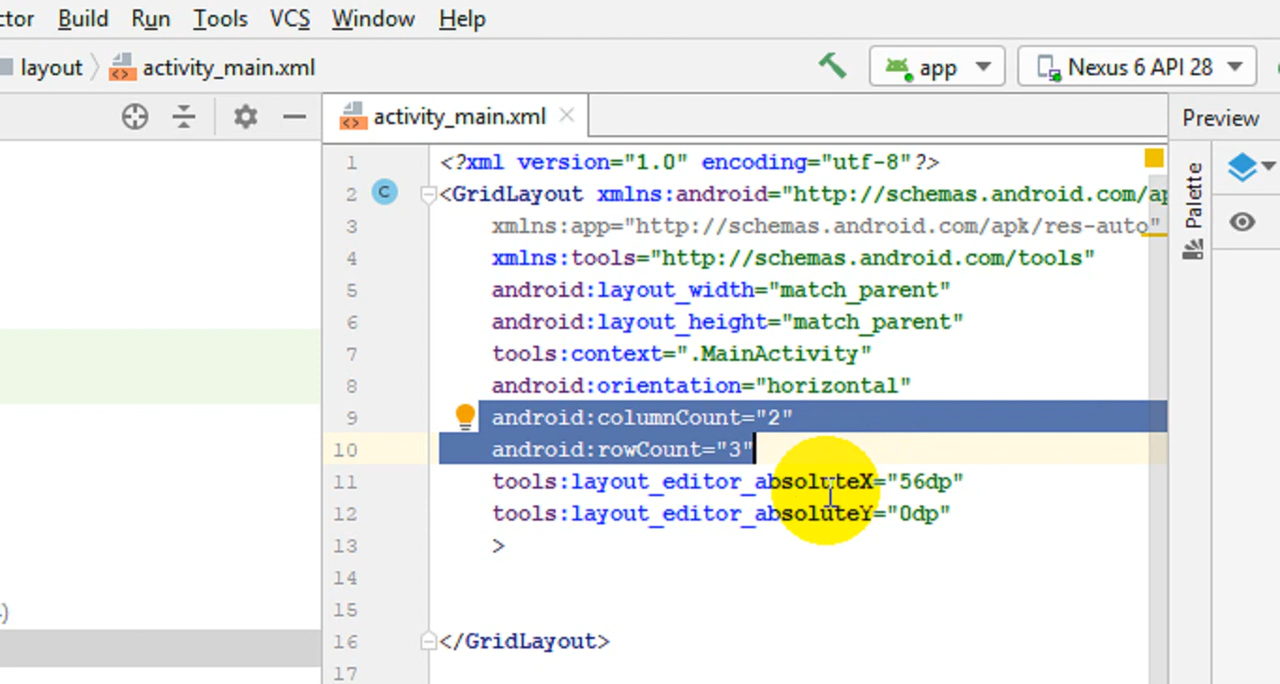 ctor Build Run Tools VCS Window Help
layout activity_main.xml app Nexus 6 API 28
activity_main.xml Preview
1 <?xml version="1.0" encoding="utf-8"?>
2 C <GridLayout xmlns:android="http://schemas.android.com/ap
3 xmlns:app="http://schemas.android.com/apk/res-auto"
4 xmlns:tools="http://schemas.android.com/tools"
5 android:layout_width="match_parent"
6 android:layout_height="match_parent"
7 tools:context=".MainActivity"
8 android:orientation="horizontal"
9 android:columnCount="2"
10 android:rowCount="3"
11 tools:layout_editor_absoluteX="56dp"
12 tools:layout_editor_absoluteY="0dp"
13 >
14
15
16 </GridLayout>
17
)
Palette